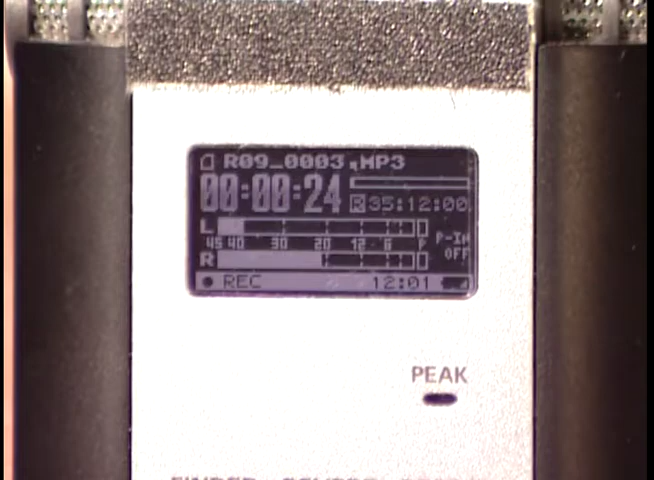 R09_0003.MP3
00:00:24
R 35:12:00
L
45 40 30 20 12 6 P
P-In
OFF
R
REC 12:01
PEAK